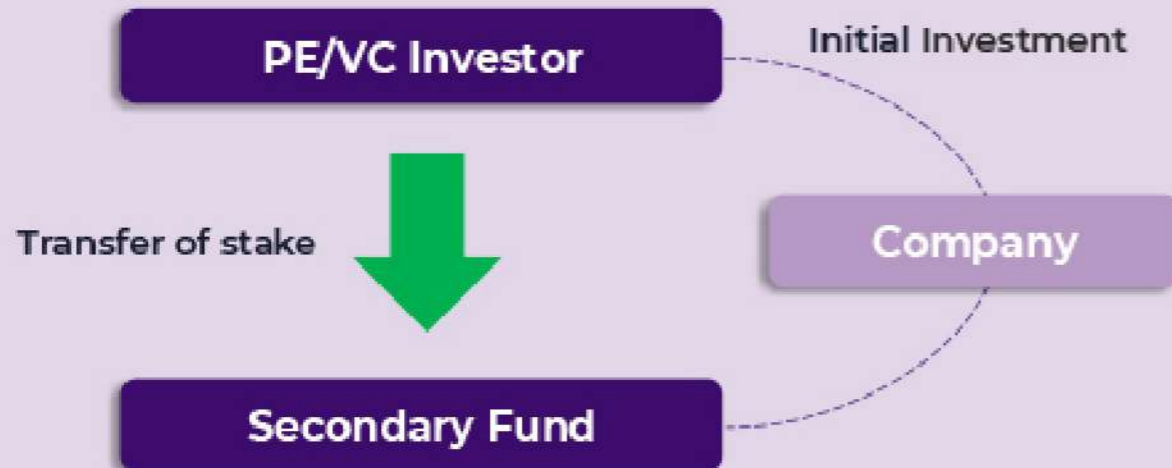 PE/VC Investor
Initial Investment
Transfer of stake
Company
Secondary Fund